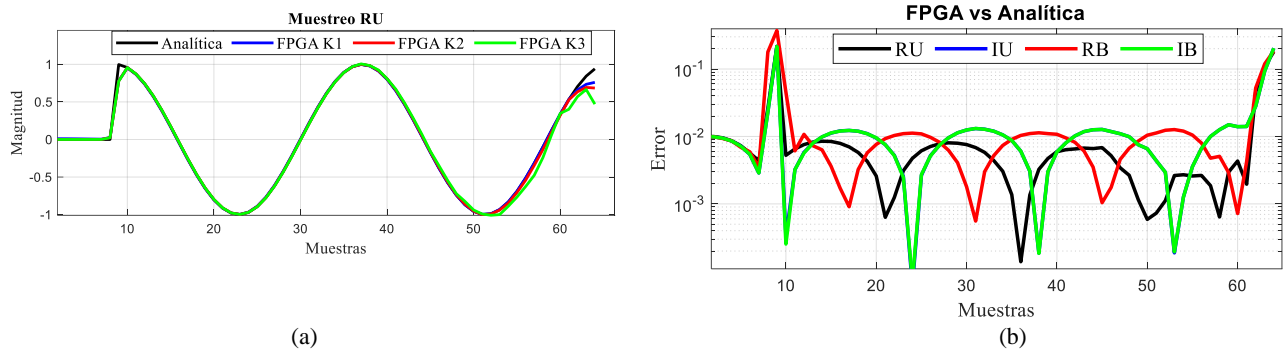 Muestreo RU
Analítica FPGA K1 FPGA K2 FPGA K3
Magnitud
1
0.5
0
-0.5
-1
10 20 30 40 50 60
Muestras
(a)
FPGA vs Analítica
RU IU RB IB
Error
10^-1
10^-2
10^-3
10 20 30 40 50 60
Muestras
(b)